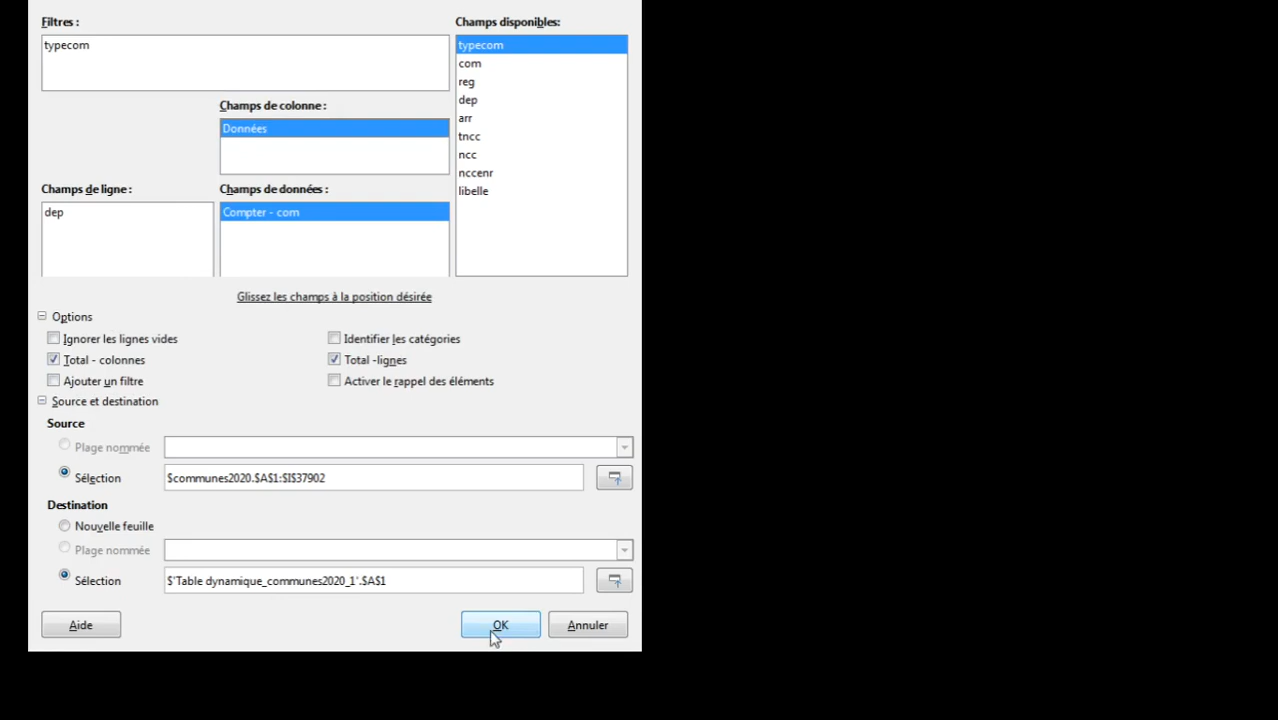 Filtres :
typecom
Champs disponibles:
typecom
com
reg
dep
arr
tncc
ncc
nccenr
libelle
Champs de colonne :
Données
Champs de ligne :
dep
Champs de données :
Compter - com
Glissez les champs à la position désirée
Options
Ignorer les lignes vides
Identifier les catégories
Total - colonnes
Total -lignes
Ajouter un filtre
Activer le rappel des éléments
Source et destination
Source
Plage nommée
Sélection
$communes2020.$A$1:$I$37902
Destination
Nouvelle feuille
Plage nommée
Sélection
$'Table dynamique_communes2020_1'.$A$1
Aide
OK
Annuler